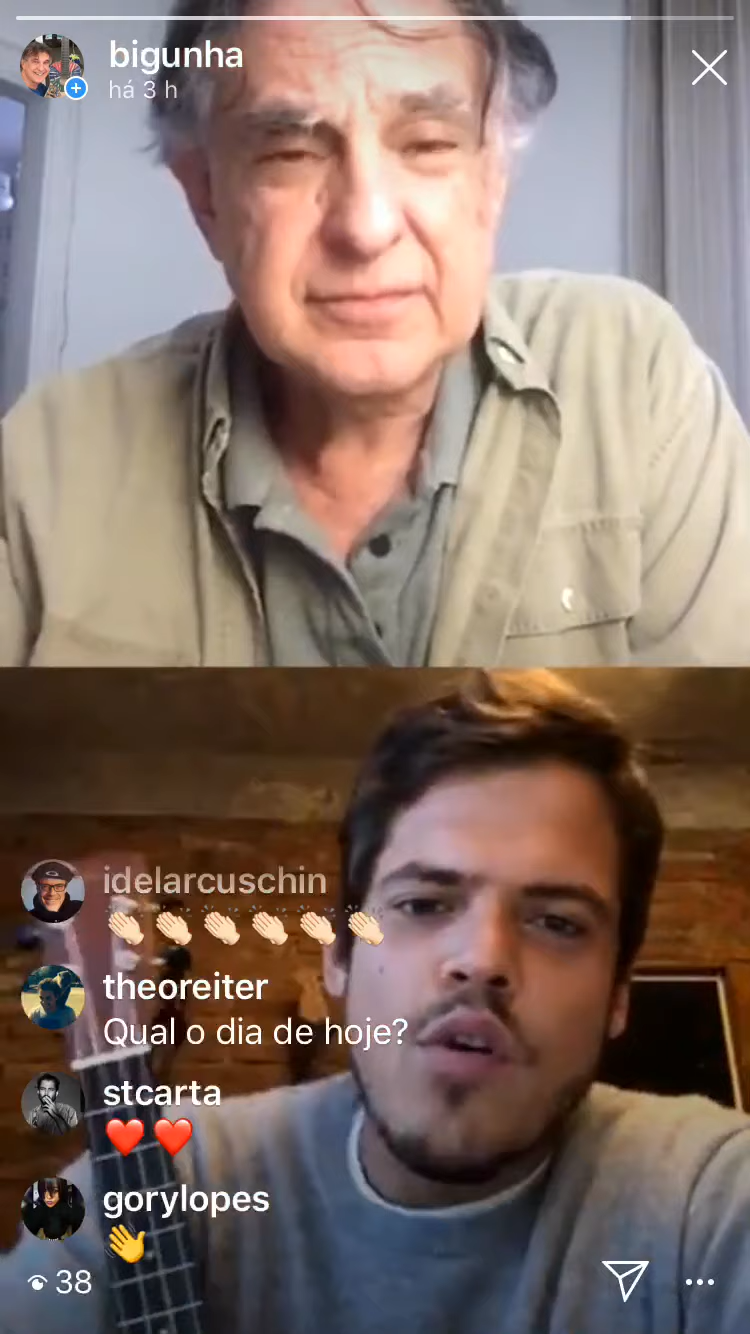 bigunha
há 3 h
idelarcuschin
👏🏻👏🏻👏🏻👏🏻👏🏻👏🏻
theoreiter
Qual o dia de hoje?
stcarta
❤️❤️
gorylopes
👋
38